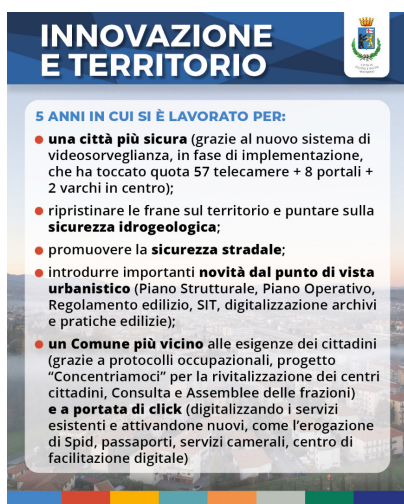 INNOVAZIONE
E TERRITORIO
5 ANNI IN CUI SI È LAVORATO PER:
● una città più sicura (grazie al nuovo sistema di
videosorveglianza, in fase di implementazione,
che ha toccato quota 57 telecamere + 8 portali +
2 varchi in centro);
● ripristinare le frane sul territorio e puntare sulla
sicurezza idrogeologica;
● promuovere la sicurezza stradale;
● introdurre importanti novità dal punto di vista
urbanistico (Piano Strutturale, Piano Operativo,
Regolamento edilizio, SIT, digitalizzazione archivi
e pratiche edilizie);
● un Comune più vicino alle esigenze dei cittadini
(grazie a protocolli occupazionali, progetto
“Concentriamoci” per la rivitalizzazione dei centri
cittadini, Consulta e Assemblee delle frazioni)
e a portata di click (digitalizzando i servizi
esistenti e attivandone nuovi, come l’erogazione
di Spid, passaporti, servizi camerali, centro di
facilitazione digitale)